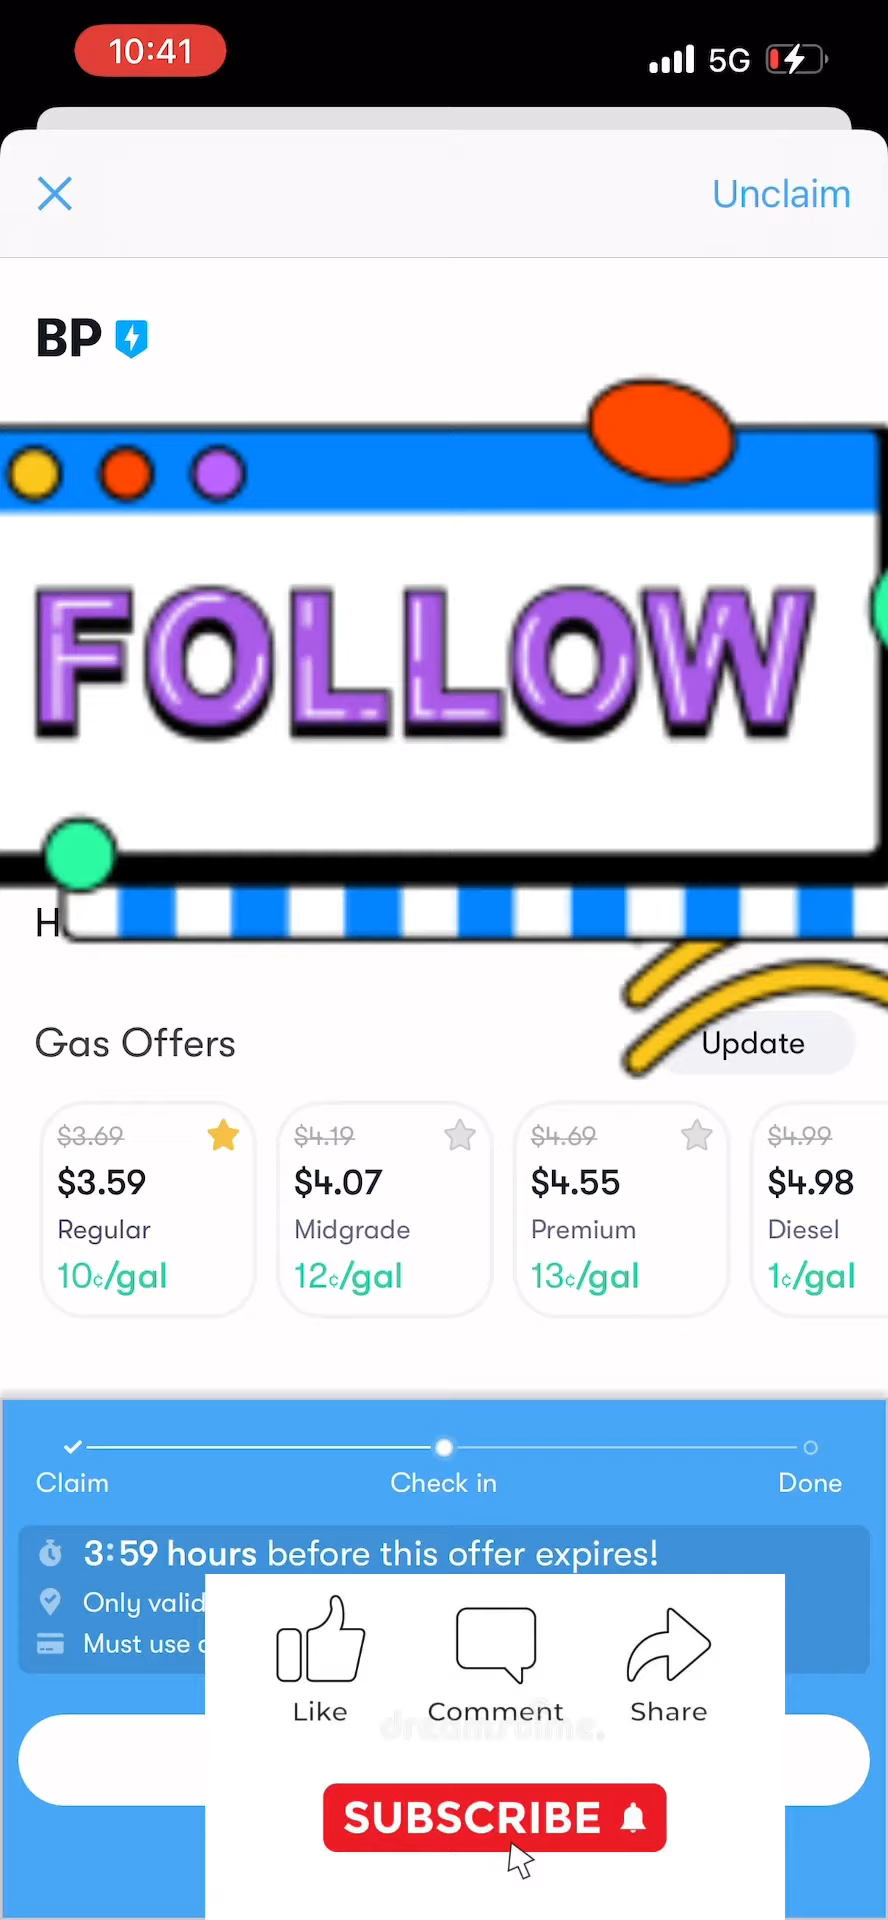 10:41
5G
Unclaim
BP
FOLLOW
H
Gas Offers
Update
$3.69
$3.59
Regular
10¢/gal
$4.19
$4.07
Midgrade
12¢/gal
$4.69
$4.55
Premium
13¢/gal
$4.99
$4.98
Diesel
1¢/gal
Claim
Check in
Done
3:59 hours before this offer expires!
Only valid
Must use
Like
Comment
Share
dreamstime.
SUBSCRIBE